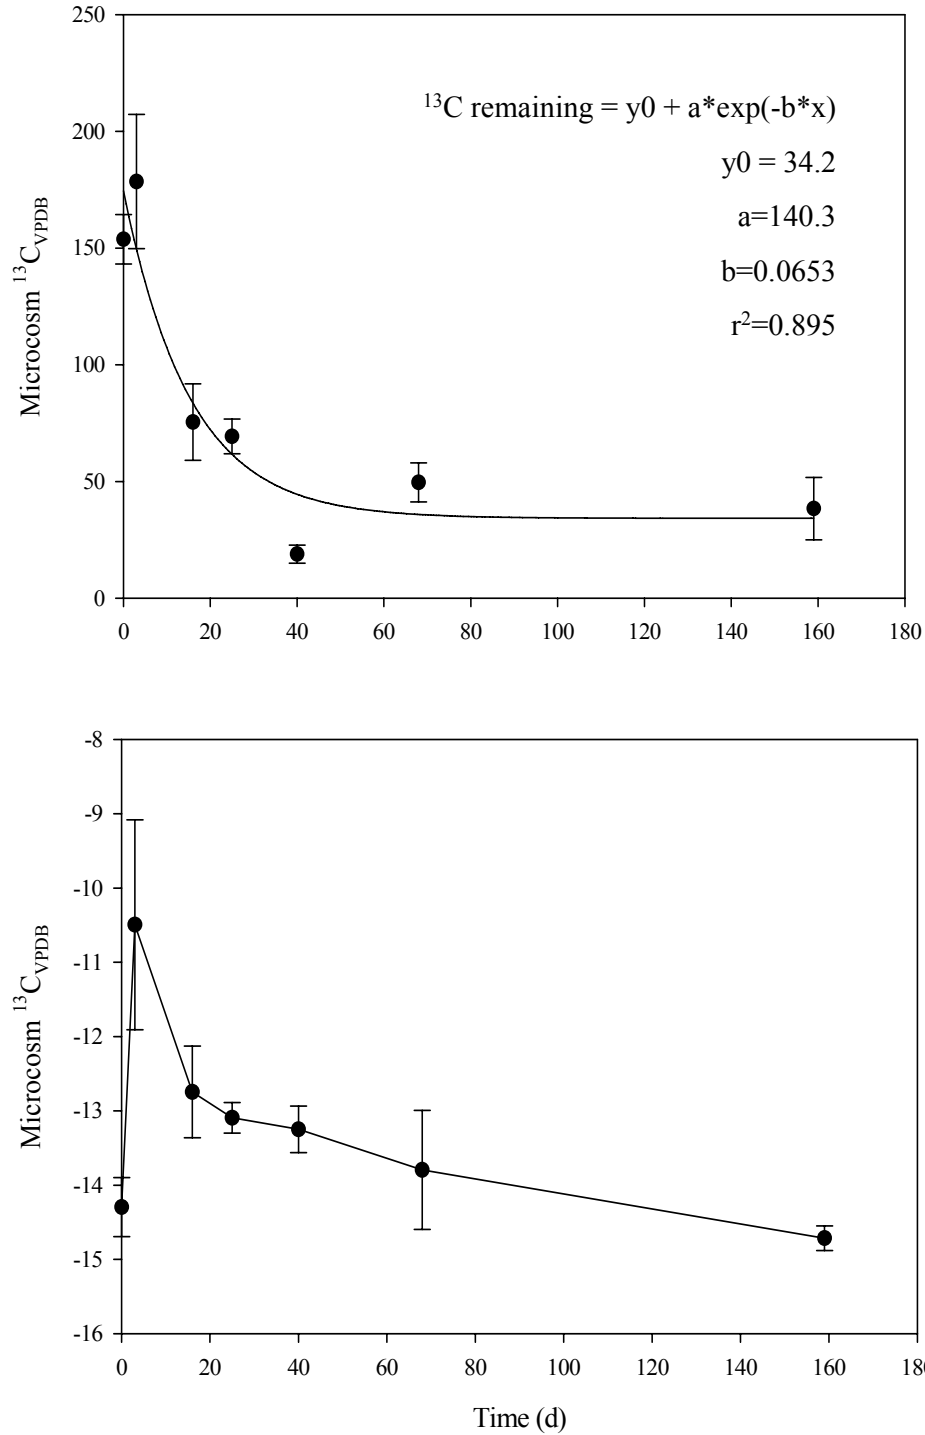 250
200
150
100
50
0
0 20 40 60 80 100 120 140 160 180
Microcosm ¹³C_VPDB
¹³C remaining = y0 + a*exp(-b*x)
y0 = 34.2
a=140.3
b=0.0653
r²=0.895
-8
-9
-10
-11
-12
-13
-14
-15
-16
0 20 40 60 80 100 120 140 160 180
Microcosm ¹³C_VPDB
Time (d)